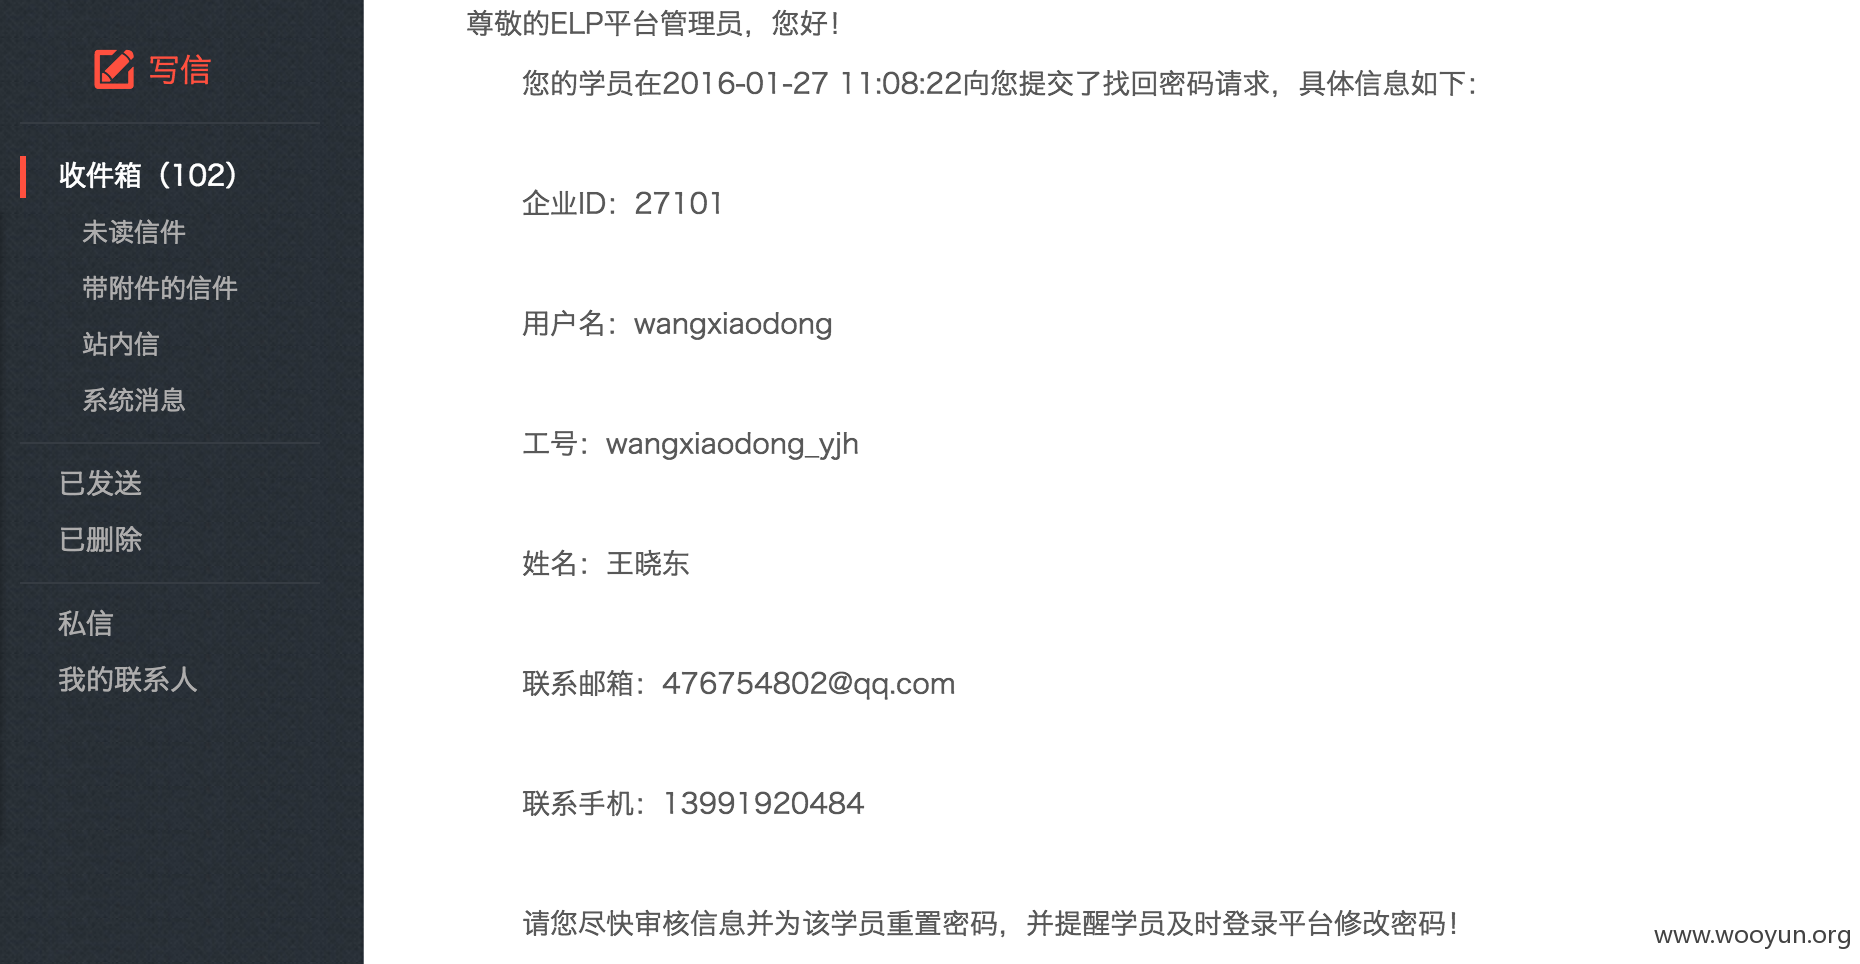 写信
收件箱（102）
未读信件
带附件的信件
站内信
系统消息
已发送
已删除
私信
我的联系人
尊敬的ELP平台管理员，您好！
您的学员在2016-01-27 11:08:22向您提交了找回密码请求，具体信息如下：
企业ID：27101
用户名：wangxiaodong
工号：wangxiaodong_yjh
姓名：王晓东
联系邮箱：476754802@qq.com
联系手机：13991920484
请您尽快审核信息并为该学员重置密码，并提醒学员及时登录平台修改密码！
www.wooyun.org